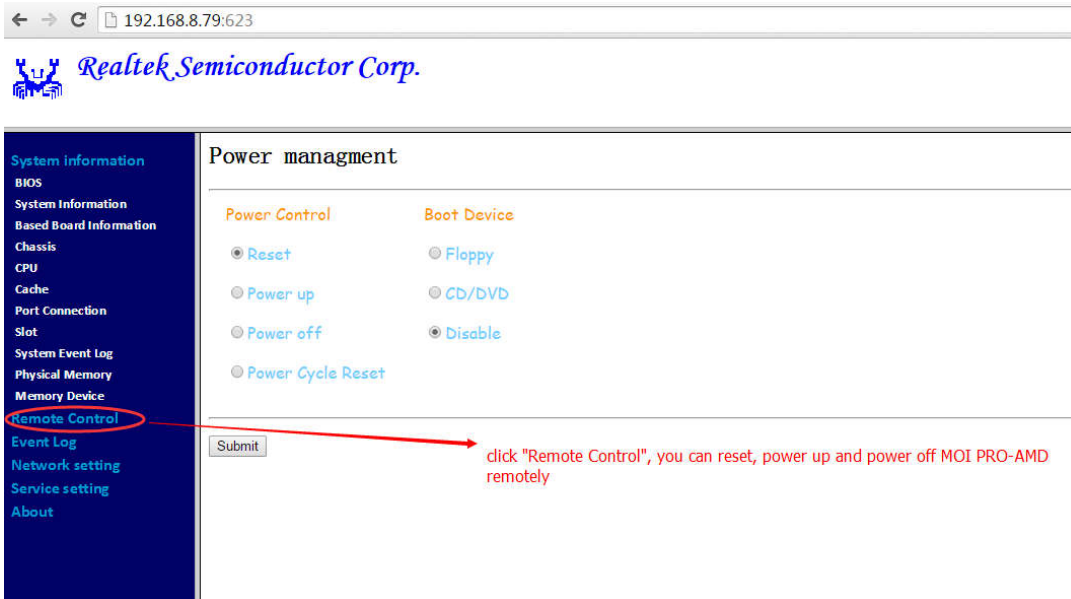 192.168.8.79:623
Realtek Semiconductor Corp.
System information
BIOS
System Information
Based Board Information
Chassis
CPU
Cache
Port Connection
Slot
System Event Log
Physical Memory
Memory Device
Remote Control
Event Log
Network setting
Service setting
About
Power managment
Power Control
Boot Device
Reset
Floppy
Power up
CD/DVD
Power off
Disable
Power Cycle Reset
Submit
click "Remote Control", you can reset, power up and power off MOI PRO-AMD
remotely